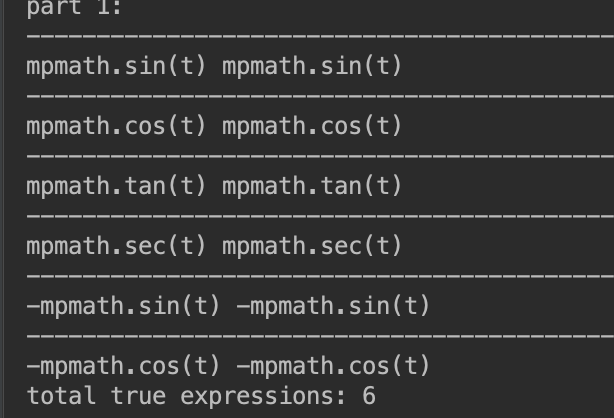 part 1:
--------------------------------------------
mpmath.sin(t) mpmath.sin(t)
--------------------------------------------
mpmath.cos(t) mpmath.cos(t)
--------------------------------------------
mpmath.tan(t) mpmath.tan(t)
--------------------------------------------
mpmath.sec(t) mpmath.sec(t)
--------------------------------------------
-mpmath.sin(t) -mpmath.sin(t)
--------------------------------------------
-mpmath.cos(t) -mpmath.cos(t)
total true expressions: 6